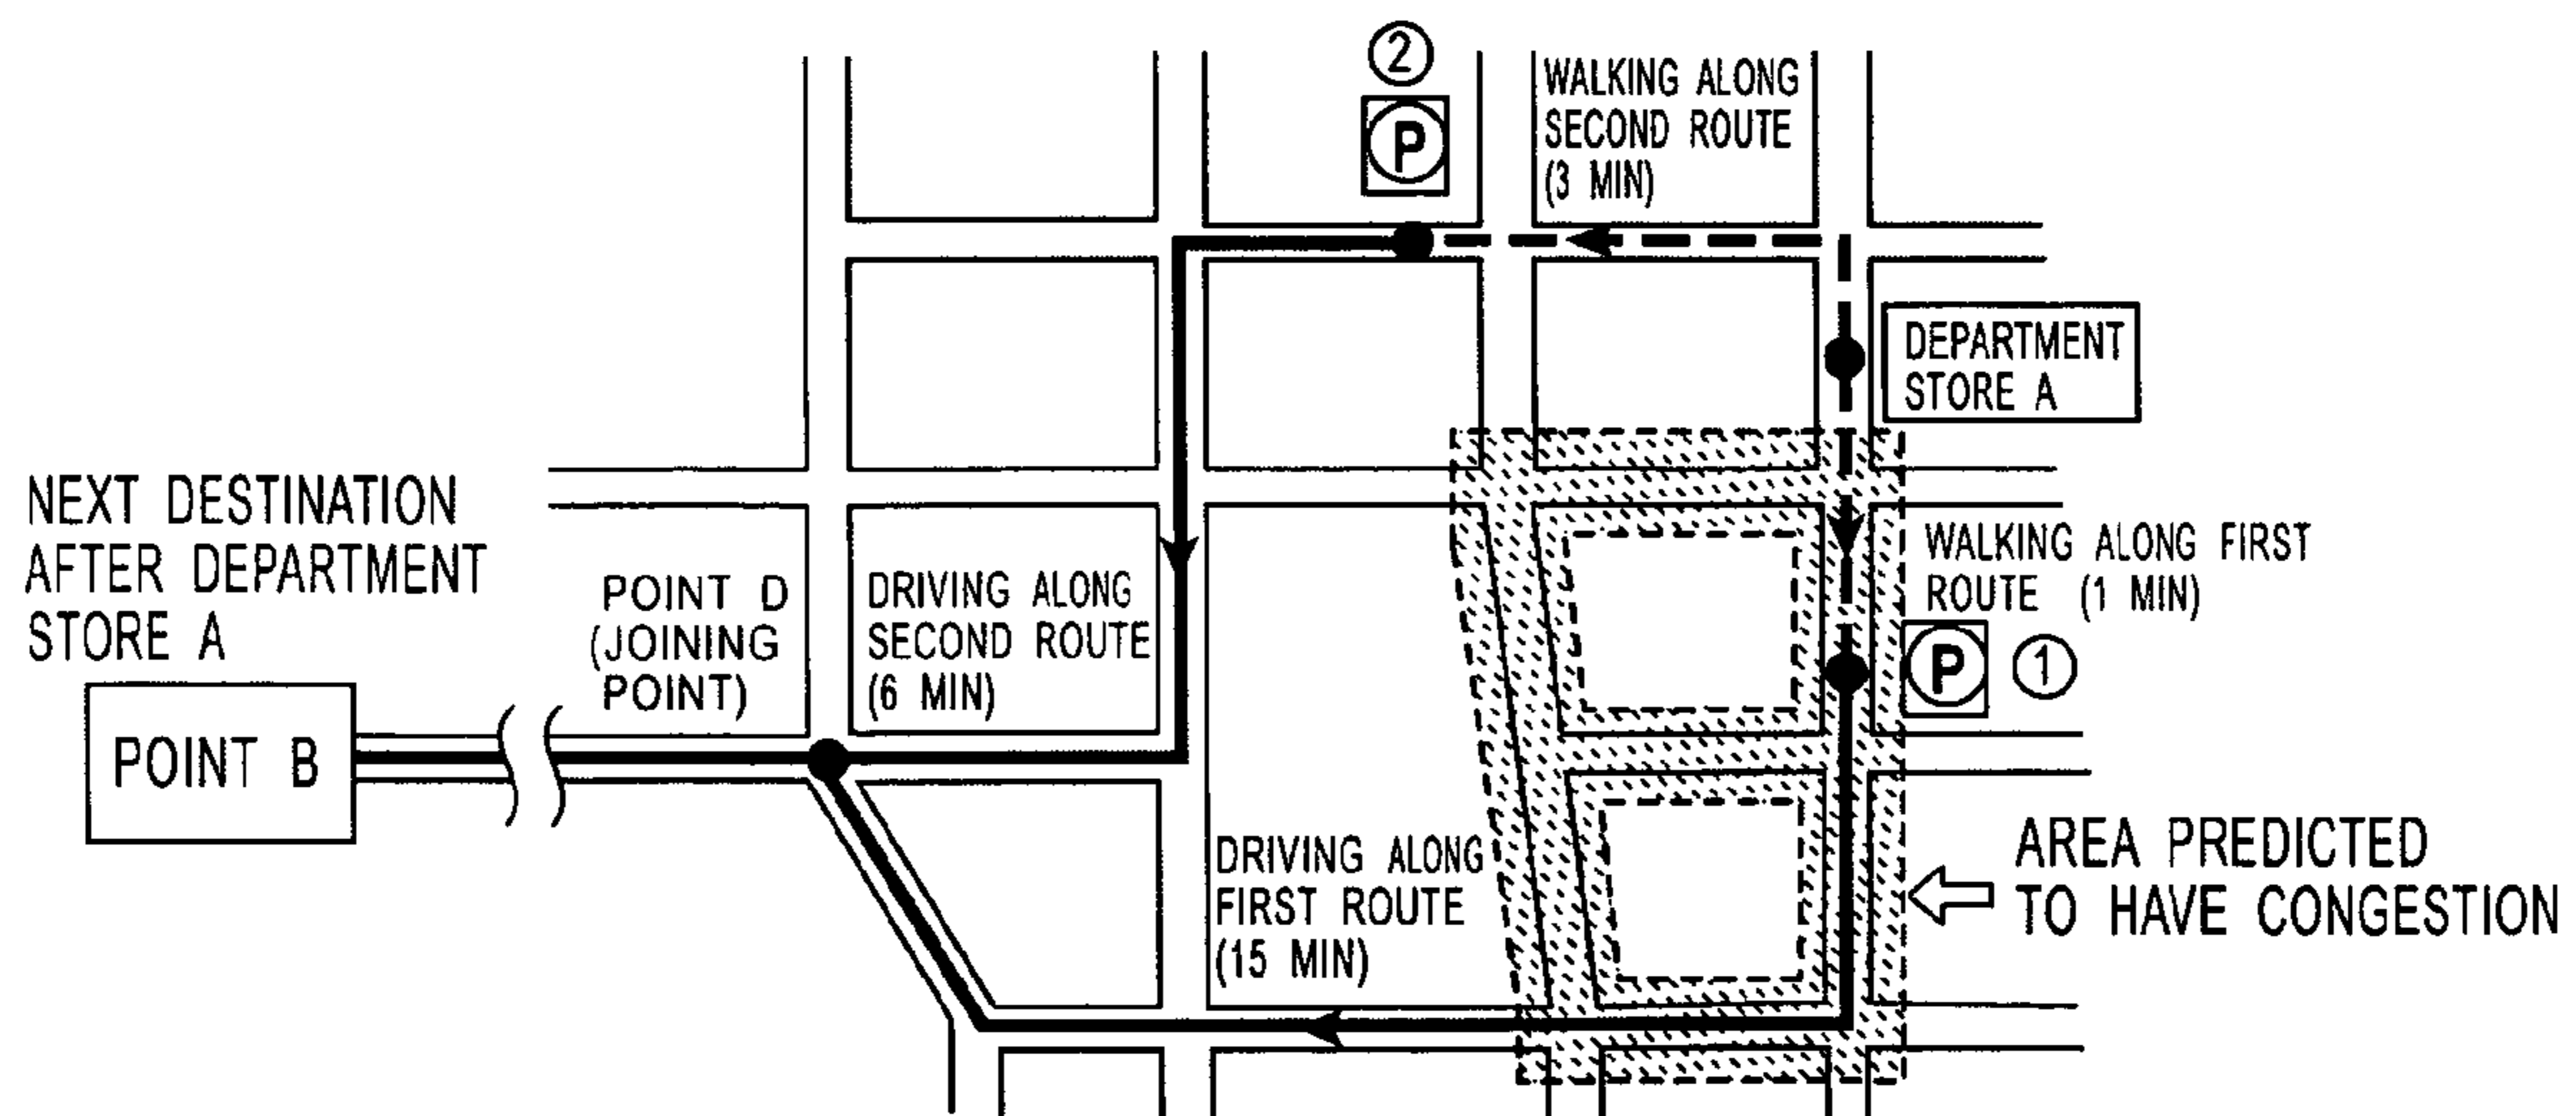 ②
P
WALKING ALONG
SECOND ROUTE
(3 MIN)
DEPARTMENT
STORE A
NEXT DESTINATION
AFTER DEPARTMENT
STORE A
POINT B
POINT D
(JOINING
POINT)
DRIVING ALONG
SECOND ROUTE
(6 MIN)
WALKING ALONG FIRST
ROUTE (1 MIN)
P ①
DRIVING ALONG
FIRST ROUTE
(15 MIN)
AREA PREDICTED
TO HAVE CONGESTION